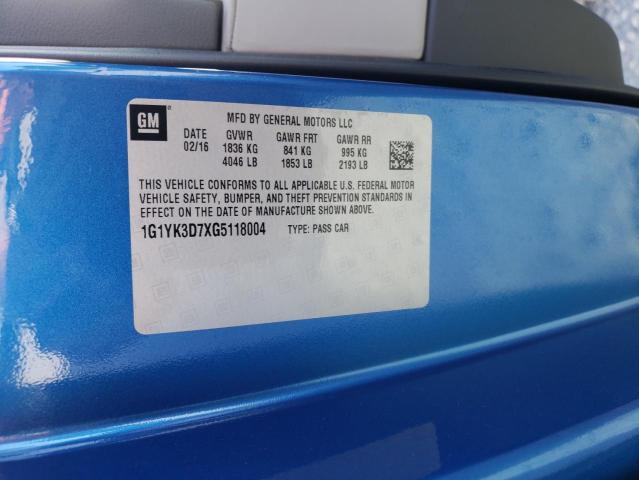 GM
MFD BY GENERAL MOTORS LLC
DATE GVWR GAWR FRT GAWR RR
02/16 1836 KG 841 KG 995 KG
4046 LB 1853 LB 2193 LB
THIS VEHICLE CONFORMS TO ALL APPLICABLE U.S. FEDERAL MOTOR
VEHICLE SAFETY, BUMPER, AND THEFT PREVENTION STANDARDS IN
EFFECT ON THE DATE OF MANUFACTURE SHOWN ABOVE.
1G1YK3D7XG5118004 TYPE: PASS CAR